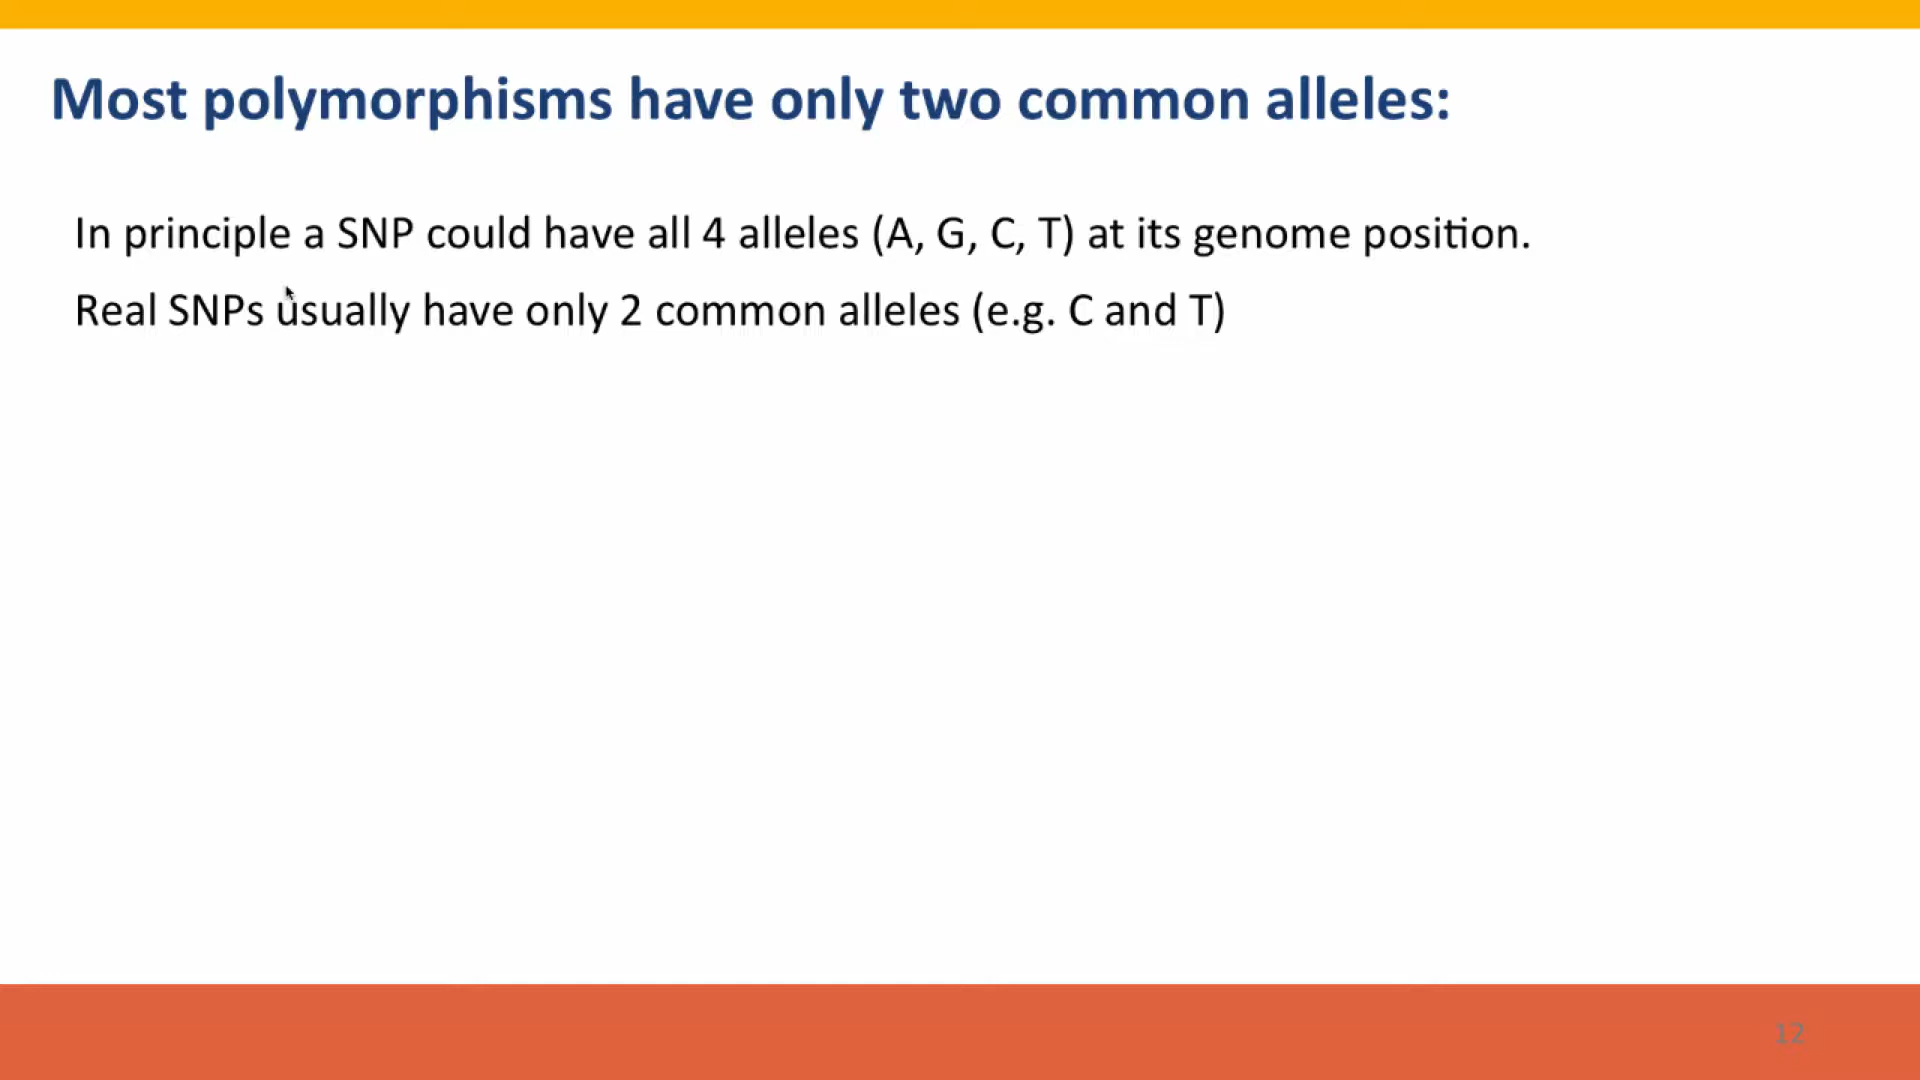 Most polymorphisms have only two common alleles:
In principle a SNP could have all 4 alleles (A, G, C, T) at its genome position.
Real SNPs usually have only 2 common alleles (e.g. C and T)
12